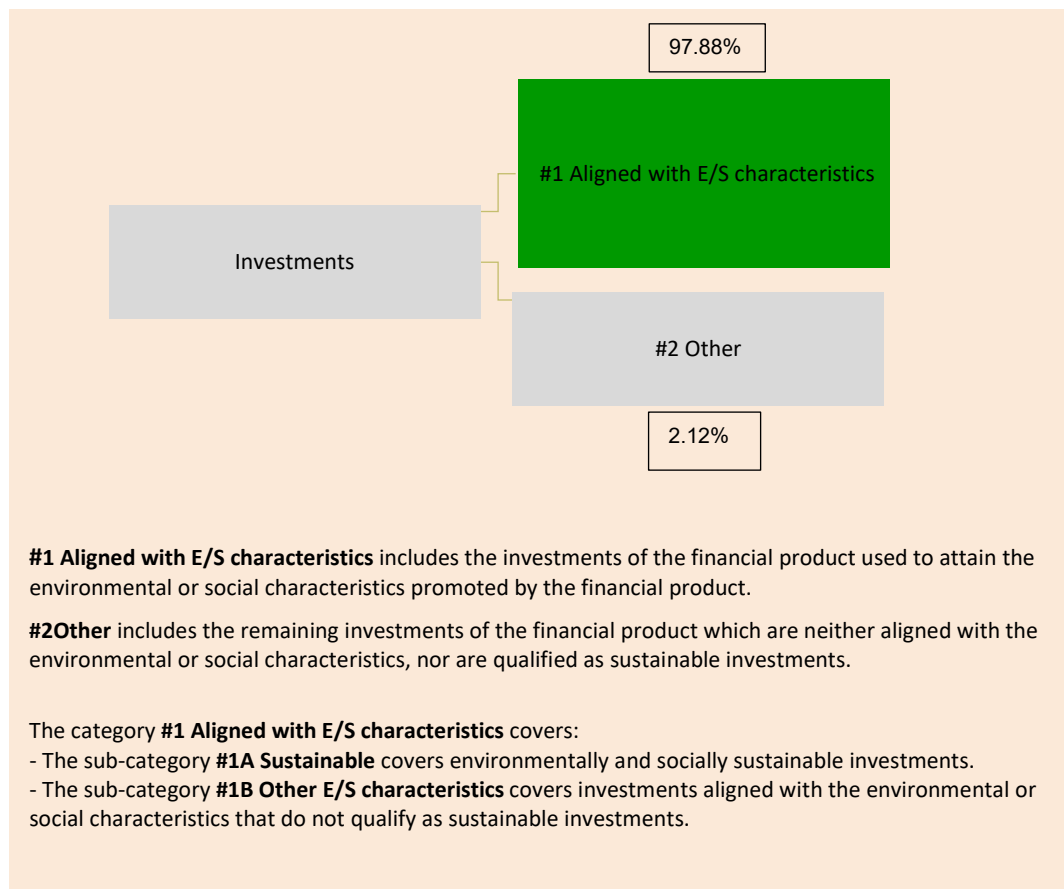 97.88%
#1 Aligned with E/S characteristics
Investments
#2 Other
2.12%
#1 Aligned with E/S characteristics includes the investments of the financial product used to attain the
environmental or social characteristics promoted by the financial product.
#2Other includes the remaining investments of the financial product which are neither aligned with the
environmental or social characteristics, nor are qualified as sustainable investments.
The category #1 Aligned with E/S characteristics covers:
- The sub-category #1A Sustainable covers environmentally and socially sustainable investments.
- The sub-category #1B Other E/S characteristics covers investments aligned with the environmental or
social characteristics that do not qualify as sustainable investments.